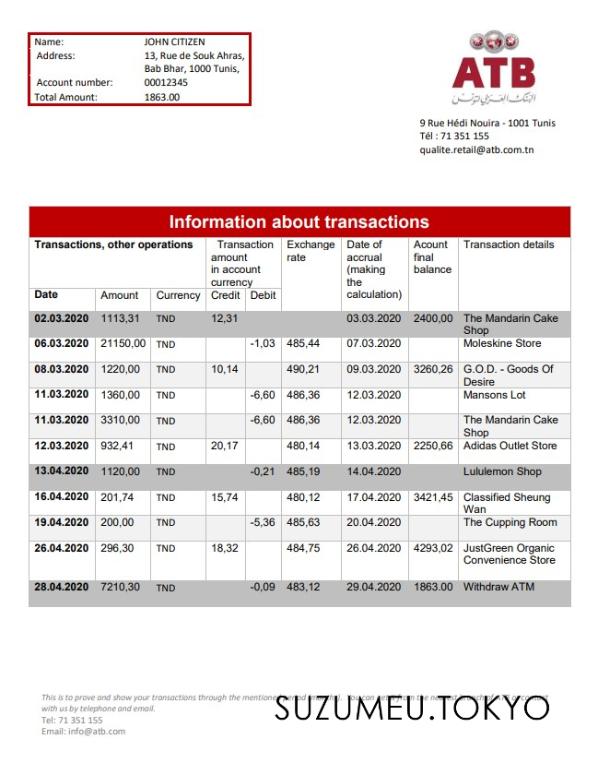 Name: JOHN CITIZEN
Address: 13, Rue de Souk Ahras,
Bab Bhar, 1000 Tunis,
Account number: 00012345
Total Amount: 1863.00
ATB
البنك العربي لتونس
9 Rue Hédi Nouira - 1001 Tunis
Tél : 71 351 155
qualite.retail@atb.com.tn
Information about transactions
Transactions, other operations
Transaction
amount
in account
currency
Exchange
rate
Date of
accrual
(making
the
calculation)
Acount
final
balance
Transaction details
Date Amount Currency Credit Debit
02.03.2020 1113,31 TND 12,31 03.03.2020 2400,00 The Mandarin Cake
Shop
06.03.2020 21150,00 TND -1,03 485,44 07.03.2020 Moleskine Store
08.03.2020 1220,00 TND 10,14 490,21 09.03.2020 3260,26 G.O.D. - Goods Of
Desire
11.03.2020 1360,00 TND -6,60 486,36 12.03.2020 Mansons Lot
11.03.2020 3310,00 TND -6,60 486,36 12.03.2020 The Mandarin Cake
Shop
12.03.2020 932,41 TND 20,17 480,14 13.03.2020 2250,66 Adidas Outlet Store
13.04.2020 1120,00 TND -0,21 485,19 14.04.2020 Lululemon Shop
16.04.2020 201,74 TND 15,74 480,12 17.04.2020 3421,45 Classified Sheung
Wan
19.04.2020 200,00 TND -5,36 485,63 20.04.2020 The Cupping Room
26.04.2020 296,30 TND 18,32 484,75 26.04.2020 4293,02 JustGreen Organic
Convenience Store
28.04.2020 7210,30 TND -0,09 483,12 29.04.2020 1863.00 Withdraw ATM
This is to prove and show your transactions through the mentioned
with us by telephone and email.
SUZUMEU.TOKYO
Tel: 71 351 155
Email: info@atb.com